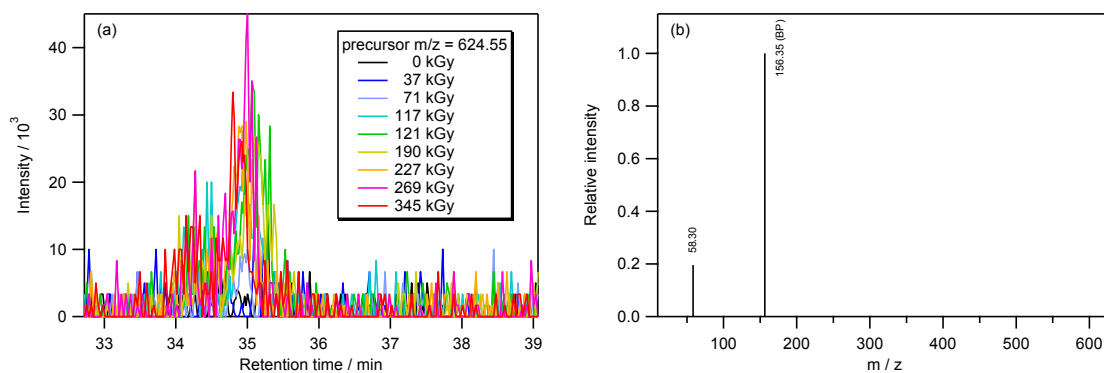 (a)
precursor m/z = 624.55
0 kGy
37 kGy
71 kGy
117 kGy
121 kGy
190 kGy
227 kGy
269 kGy
345 kGy
Intensity / 10³
40
30
20
10
0
33
34
35
36
37
38
39
Retention time / min
(b)
156.35 (BP)
58.30
Relative intensity
1.0
0.8
0.6
0.4
0.2
0.0
100
200
300
400
500
600
m / z